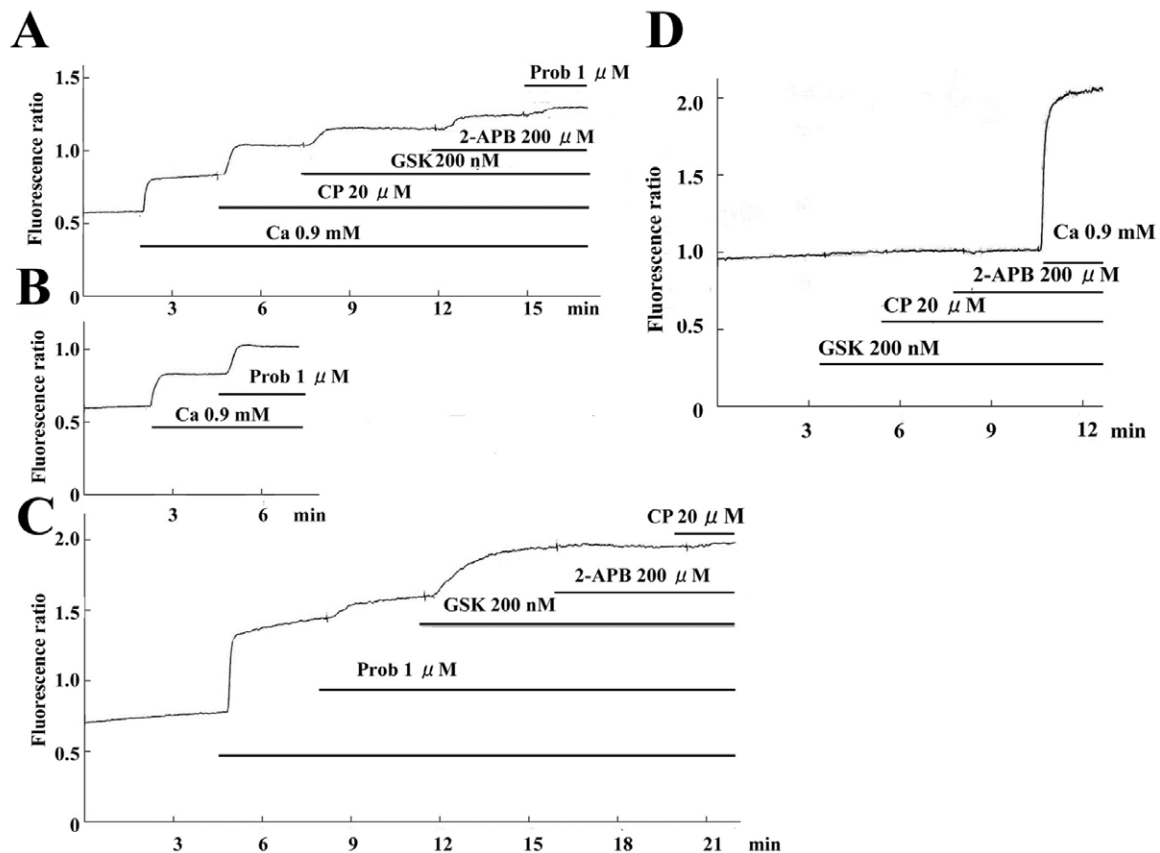 A
Fluorescence ratio
1.5
1.0
0.5
0
Prob 1 μM
2-APB 200 μM
GSK 200 nM
CP 20 μM
Ca 0.9 mM
3 6 9 12 15 min
B
Fluorescence ratio
1.0
0.5
0
Prob 1 μM
Ca 0.9 mM
3 6 min
C
Fluorescence ratio
2.0
1.5
1.0
0.5
0
CP 20 μM
2-APB 200 μM
GSK 200 nM
Prob 1 μM
3 6 9 12 15 18 21 min
D
Fluorescence ratio
2.0
1.5
1.0
0.5
0
Ca 0.9 mM
2-APB 200 μM
CP 20 μM
GSK 200 nM
3 6 9 12 min